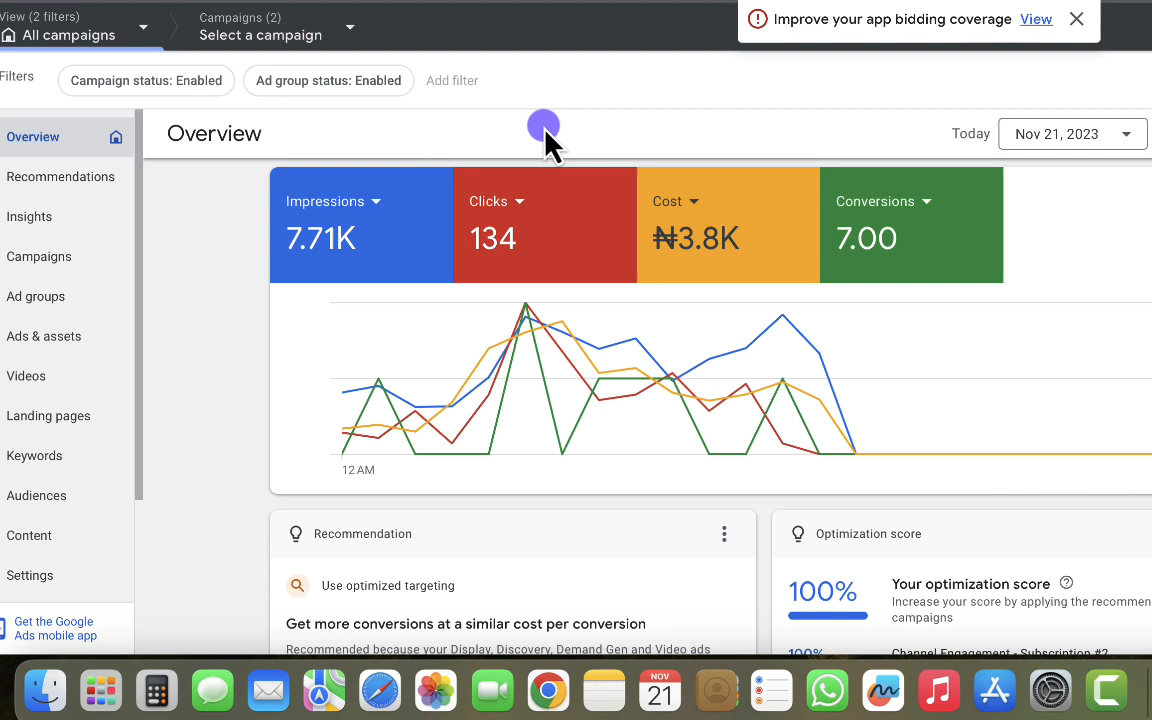 View (2 filters)
All campaigns
Campaigns (2)
Select a campaign
Improve your app bidding coverage View
Filters
Campaign status: Enabled
Ad group status: Enabled
Add filter
Overview
Recommendations
Insights
Campaigns
Ad groups
Ads & assets
Videos
Landing pages
Keywords
Audiences
Content
Settings
Get the Google
Ads mobile app
Overview
Today
Nov 21, 2023
Impressions
7.71K
Clicks
134
Cost
₦3.8K
Conversions
7.00
12 AM
Recommendation
Use optimized targeting
Get more conversions at a similar cost per conversion
Recommended because your Display, Discovery, Demand Gen and Video ads
Optimization score
100%
Your optimization score
Increase your score by applying the recommen
campaigns
100%
Channel Engagement - Subscription #2
NOV
21